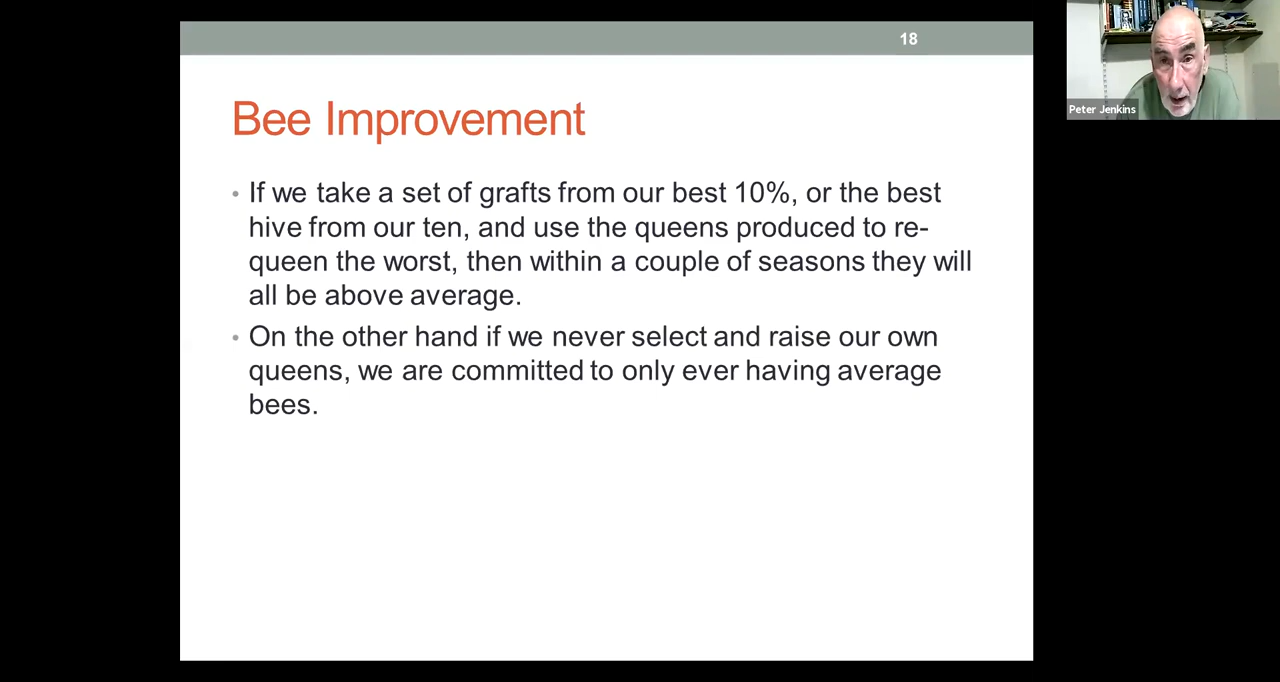 18
Peter Jenkins
Bee Improvement
• If we take a set of grafts from our best 10%, or the best
hive from our ten, and use the queens produced to re-
queen the worst, then within a couple of seasons they will
all be above average.
• On the other hand if we never select and raise our own
queens, we are committed to only ever having average
bees.